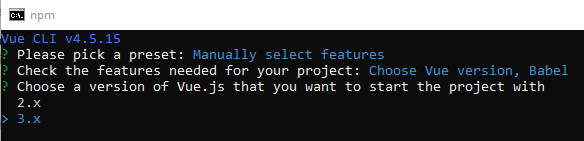 npm
Vue CLI v4.5.15
? Please pick a preset: Manually select features
? Check the features needed for your project: Choose Vue version, Babel
? Choose a version of Vue.js that you want to start the project with
2.x
> 3.x